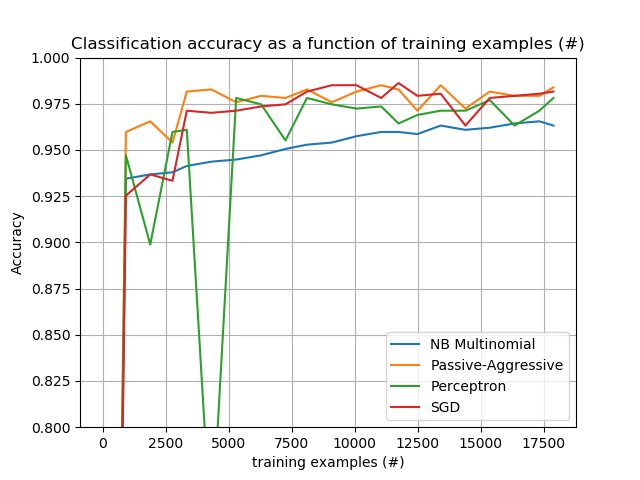 Classification accuracy as a function of training examples (#)
1.000
0.975
0.950
0.925
0.900
0.875
0.850
0.825
0.800
Accuracy
NB Multinomial
Passive-Aggressive
Perceptron
SGD
0 2500 5000 7500 10000 12500 15000 17500
training examples (#)